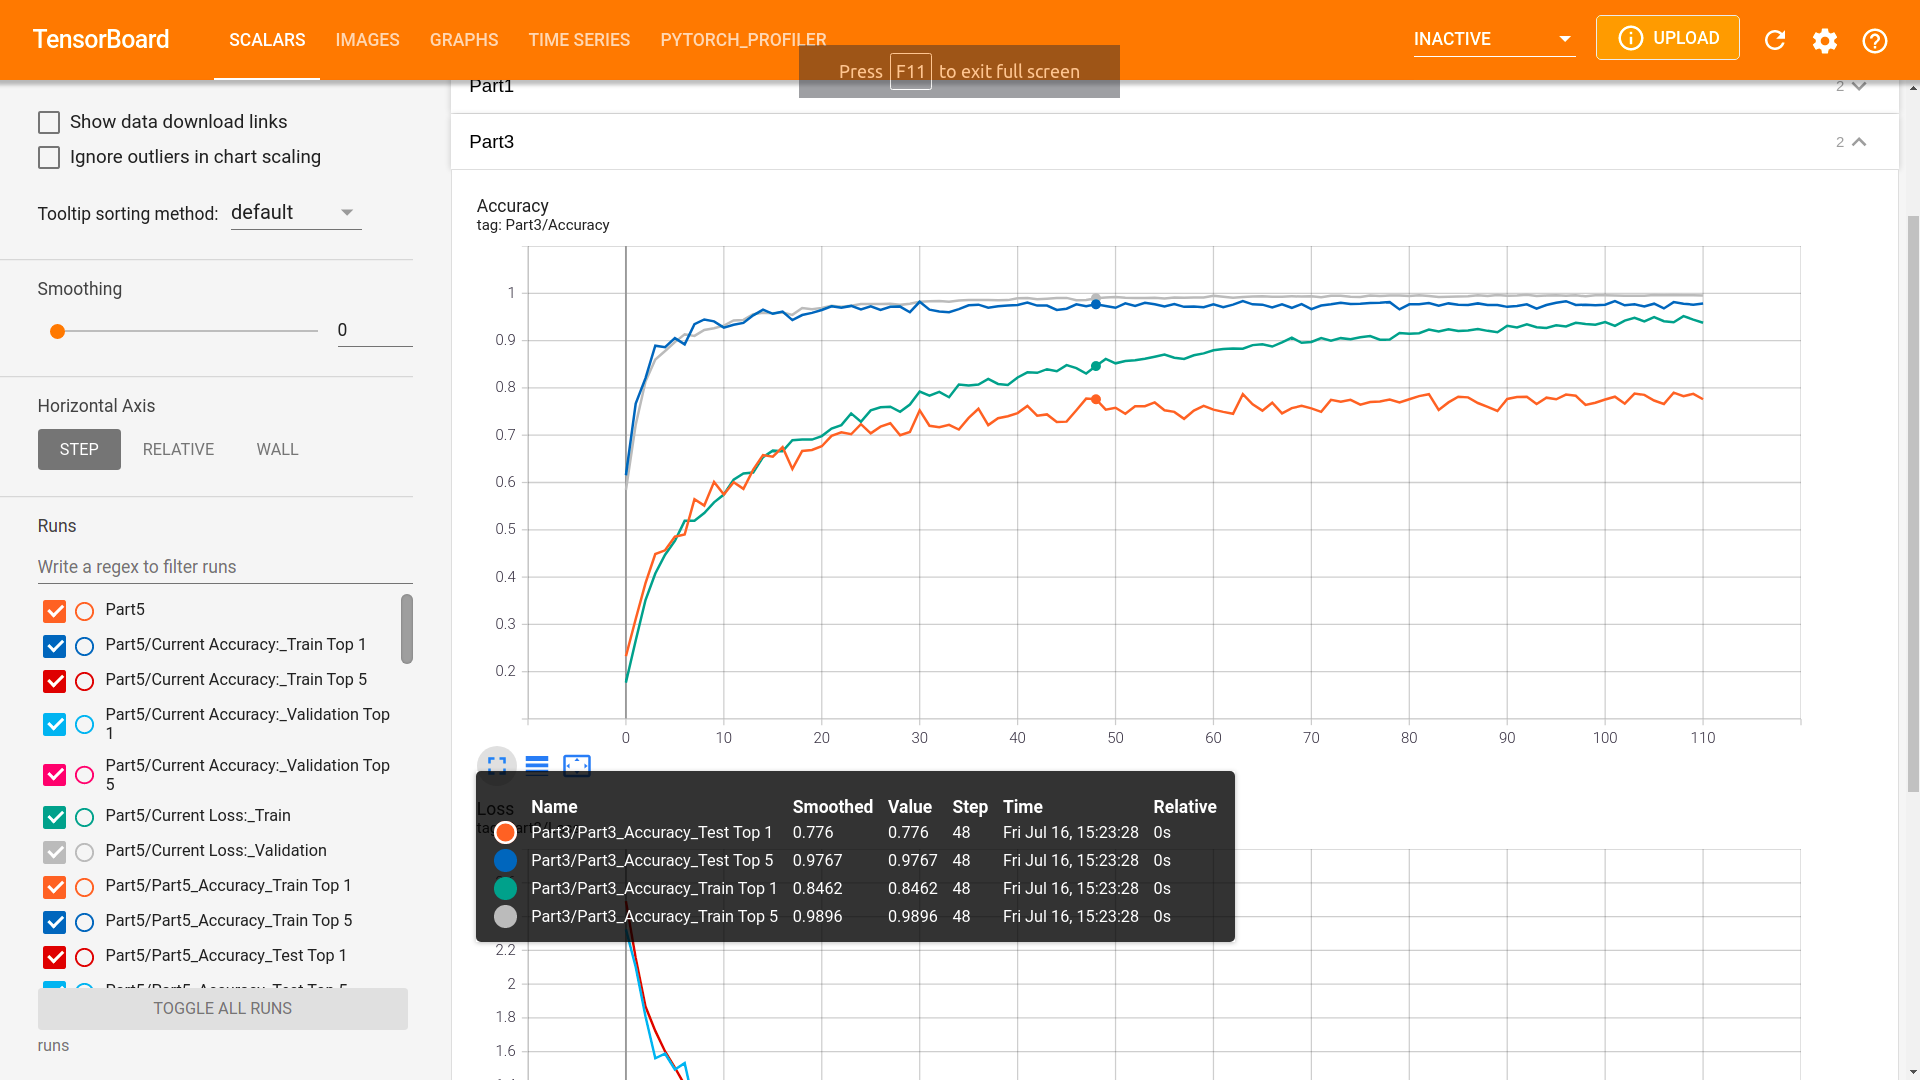 TensorBoard
SCALARS
IMAGES
GRAPHS
TIME SERIES
PYTORCH_PROFILER
INACTIVE
UPLOAD
Press F11 to exit full screen
Show data download links
Ignore outliers in chart scaling
Tooltip sorting method: default
Smoothing
0
Horizontal Axis
STEP
RELATIVE
WALL
Runs
Write a regex to filter runs
Part5
Part5/Current Accuracy:_Train Top 1
Part5/Current Accuracy:_Train Top 5
Part5/Current Accuracy:_Validation Top
1
Part5/Current Accuracy:_Validation Top
5
Part5/Current Loss:_Train
Part5/Current Loss:_Validation
Part5/Part5_Accuracy_Train Top 1
Part5/Part5_Accuracy_Train Top 5
Part5/Part5_Accuracy_Test Top 1
Part5/Part5_Accuracy_Test Top 5
TOGGLE ALL RUNS
runs
Part1
2
Part3
2
Accuracy
tag: Part3/Accuracy
1
0.9
0.8
0.7
0.6
0.5
0.4
0.3
0.2
0 10 20 30 40 50 60 70 80 90 100 110
Loss
Name Smoothed Value Step Time Relative
Part3/Part3_Accuracy_Test Top 1 0.776 0.776 48 Fri Jul 16, 15:23:28 0s
Part3/Part3_Accuracy_Test Top 5 0.9767 0.9767 48 Fri Jul 16, 15:23:28 0s
Part3/Part3_Accuracy_Train Top 1 0.8462 0.8462 48 Fri Jul 16, 15:23:28 0s
Part3/Part3_Accuracy_Train Top 5 0.9896 0.9896 48 Fri Jul 16, 15:23:28 0s
2.2
2
1.8
1.6